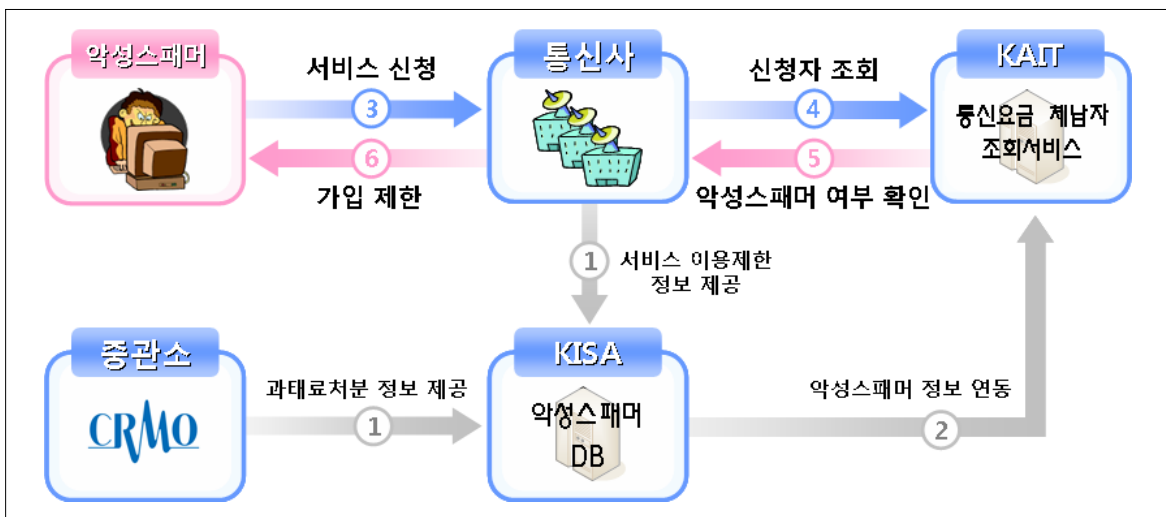 악성스패머
통신사
KAIT
서비스 신청
3
6
가입 제한
신청자 조회
4
5
악성스패머 여부 확인
통신요금 체납자
조회서비스
1
서비스 이용제한
정보 제공
중관소
CRMO
과태료처분 정보 제공
1
KISA
악성스패머
DB
악성스패머 정보 연동
2